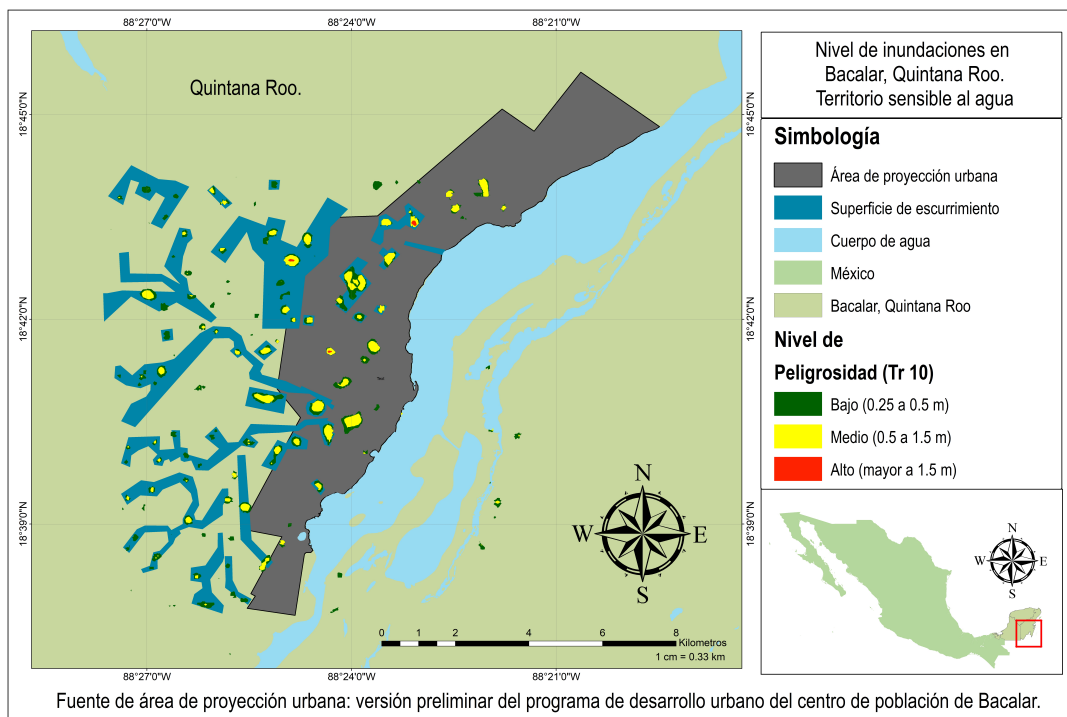 88°27'0"W
88°24'0"W
88°21'0"W
Quintana Roo.
18°45'0"N
18°45'0"N
18°42'0"N
18°42'0"N
18°39'0"N
18°39'0"N
N
W
E
S
0
1
2
4
6
8
Kilometros
1 cm = 0.33 km
88°27'0"W
88°24'0"W
88°21'0"W
Nivel de inundaciones en
Bacalar, Quintana Roo.
Territorio sensible al agua
Simbología
Área de proyección urbana
Superficie de escurrimiento
Cuerpo de agua
México
Bacalar, Quintana Roo
Nivel de
Peligrosidad (Tr 10)
Bajo (0.25 a 0.5 m)
Medio (0.5 a 1.5 m)
Alto (mayor a 1.5 m)
N
W
E
S
Fuente de área de proyección urbana: versión preliminar del programa de desarrollo urbano del centro de población de Bacalar.